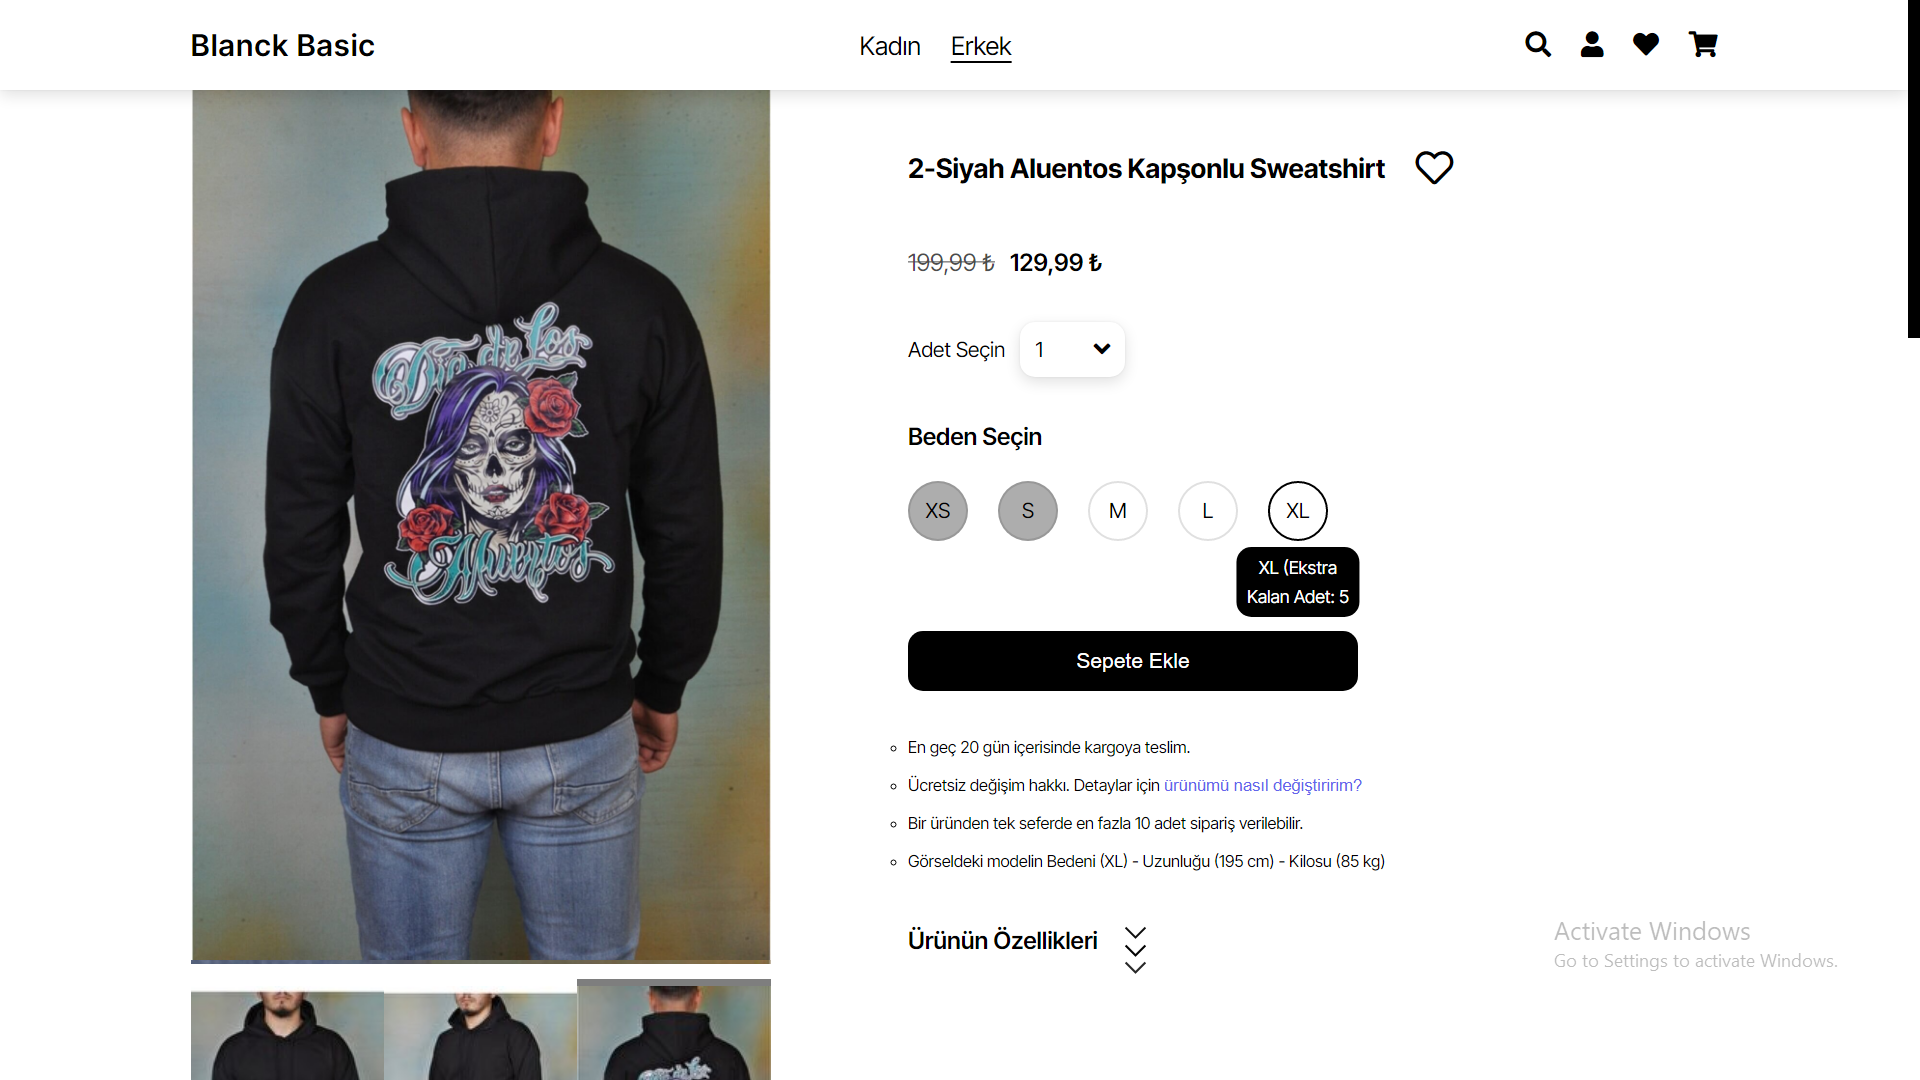 Blanck Basic
Kadın
Erkek
2-Siyah Aluentos Kapşonlu Sweatshirt
199,99 ₺ 129,99 ₺
Adet Seçin 1
Dia de Los
Muertos
Beden Seçin
XS S M L XL
XL (Ekstra
Kalan Adet: 5
Sepete Ekle
En geç 20 gün içerisinde kargoya teslim.
Ücretsiz değişim hakkı. Detaylar için ürünümü nasıl değiştiririm?
Bir üründen tek seferde en fazla 10 adet sipariş verilebilir.
Görseldeki modelin Bedeni (XL) - Uzunluğu (195 cm) - Kilosu (85 kg)
Ürünün Özellikleri
Activate Windows
Go to Settings to activate Windows.